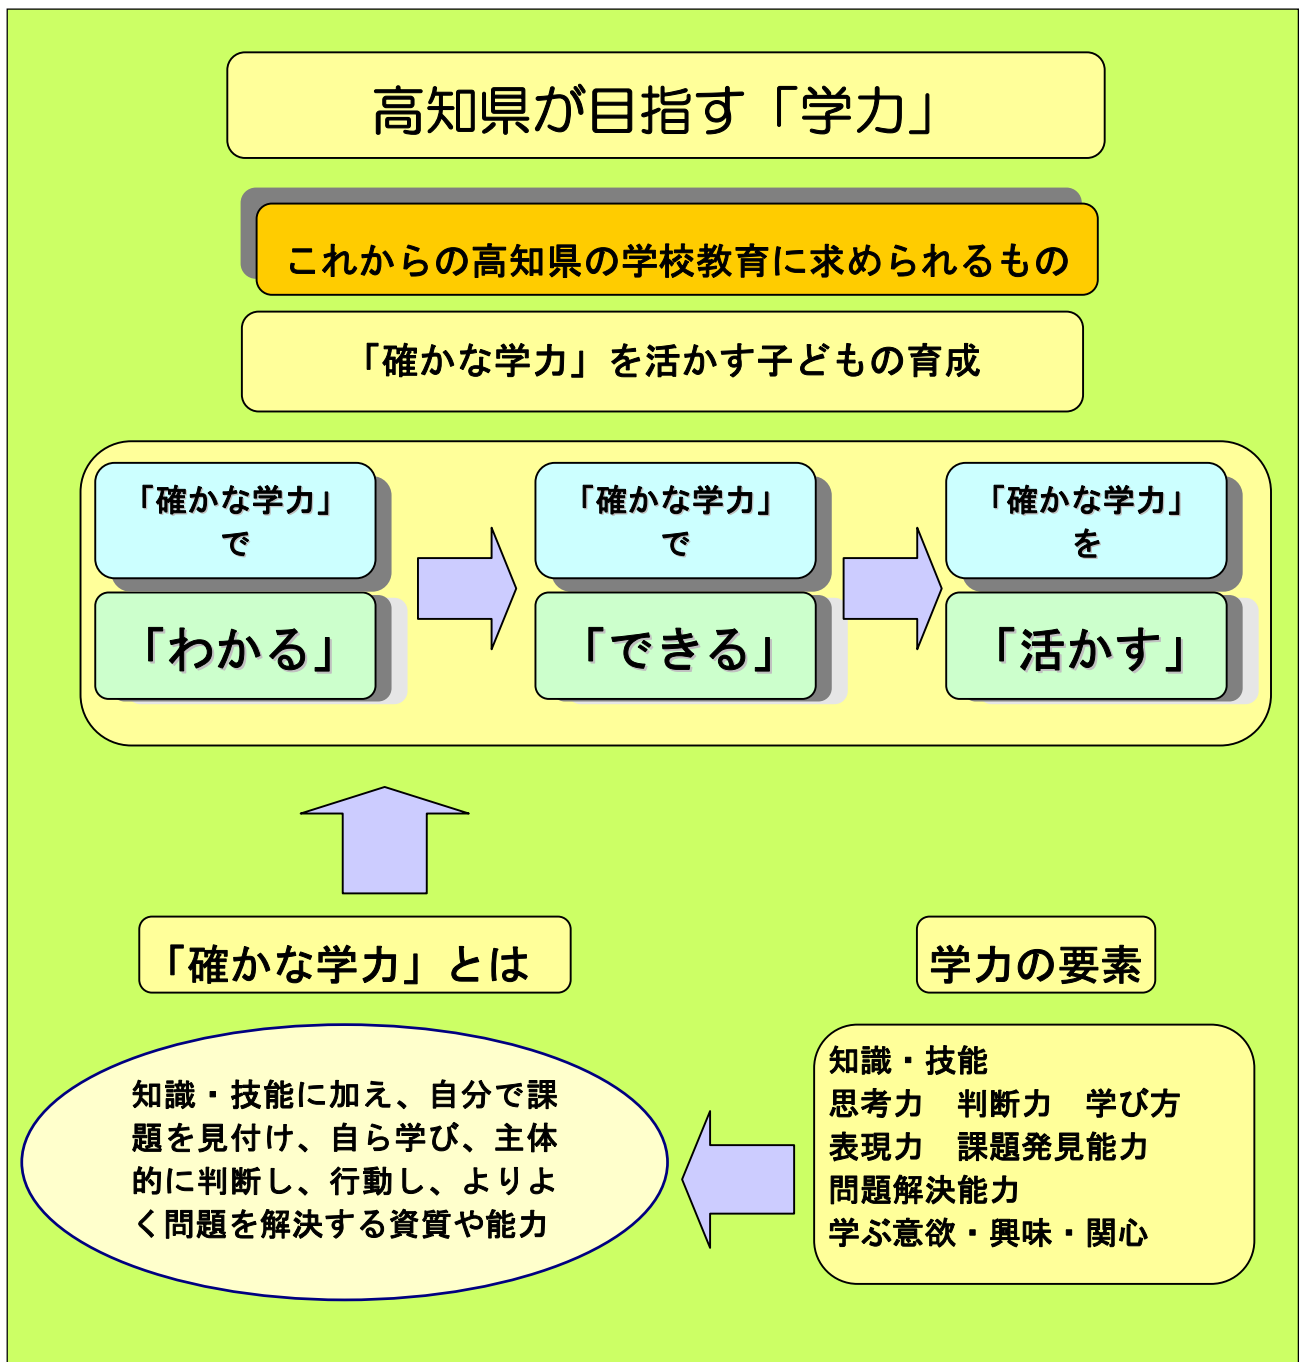 高知県が目指す「学力」
これからの高知県の学校教育に求められるもの
「確かな学力」を活かす子どもの育成
「確かな学力」
で
「わかる」
「確かな学力」
で
「できる」
「確かな学力」
を
「活かす」
「確かな学力」とは
知識・技能に加え、自分で課
題を見付け、自ら学び、主体
的に判断し、行動し、よりよ
く問題を解決する資質や能力
学力の要素
知識・技能
思考力　判断力　学び方
表現力　課題発見能力
問題解決能力
学ぶ意欲・興味・関心